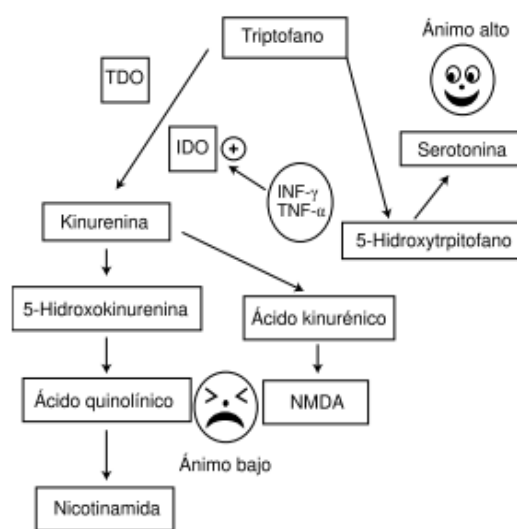 Triptofano
Ánimo alto
TDO
IDO
+
INF-γ
TNF-α
Serotonina
Kinurenina
5-Hidroxytrpitofano
5-Hidroxokinurenina
Ácido kinurénico
Ácido quinolínico
NMDA
Ánimo bajo
Nicotinamida